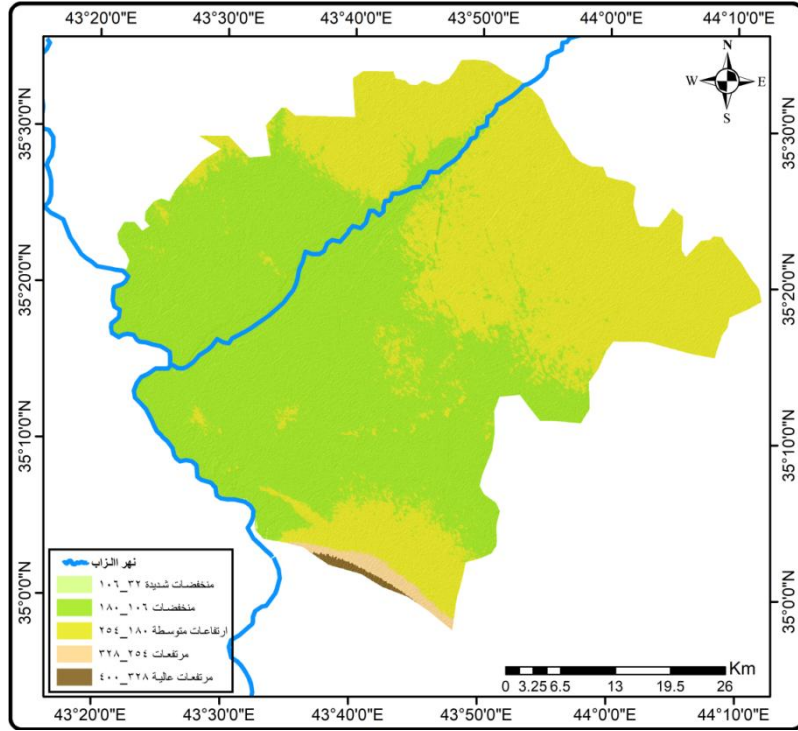 43°20'0"E 43°30'0"E 43°40'0"E 43°50'0"E 44°0'0"E 44°10'0"E
N
W E
S
35°30'0"N 35°30'0"N
35°20'0"N 35°20'0"N
35°10'0"N 35°10'0"N
35°0'0"N 35°0'0"N
نهر الزاب
منخفضات شديدة ٣٢_١٠٦
منخفضات ١٠٦_١٨٠
ارتفاعات متوسطة ١٨٠_٢٥٤
مرتفعات ٢٥٤_٣٢٨
مرتفعات عالية ٣٢٨_٤٠٠
Km
0 3.25 6.5 13 19.5 26
43°20'0"E 43°30'0"E 43°40'0"E 43°50'0"E 44°0'0"E 44°10'0"E